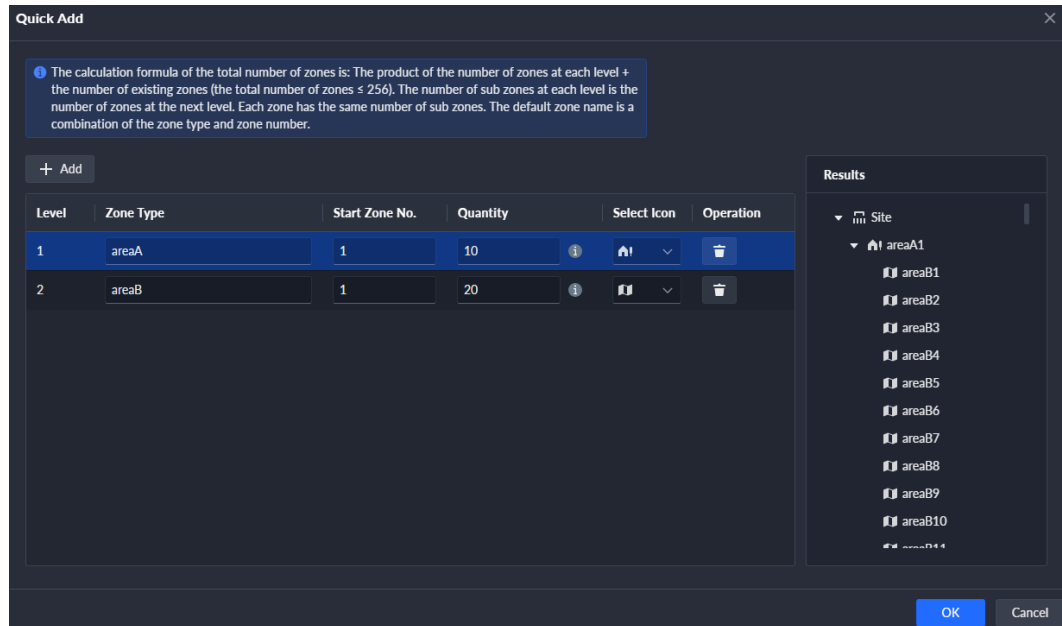 Quick Add
The calculation formula of the total number of zones is: The product of the number of zones at each level +
the number of existing zones (the total number of zones ≤ 256). The number of sub zones at each level is the
number of zones at the next level. Each zone has the same number of sub zones. The default zone name is a
combination of the zone type and zone number.
+ Add
Level Zone Type Start Zone No. Quantity Select Icon Operation
1 areaA 1 10
2 areaB 1 20
Results
Site
areaA1
areaB1
areaB2
areaB3
areaB4
areaB5
areaB6
areaB7
areaB8
areaB9
areaB10
areaB11
OK Cancel